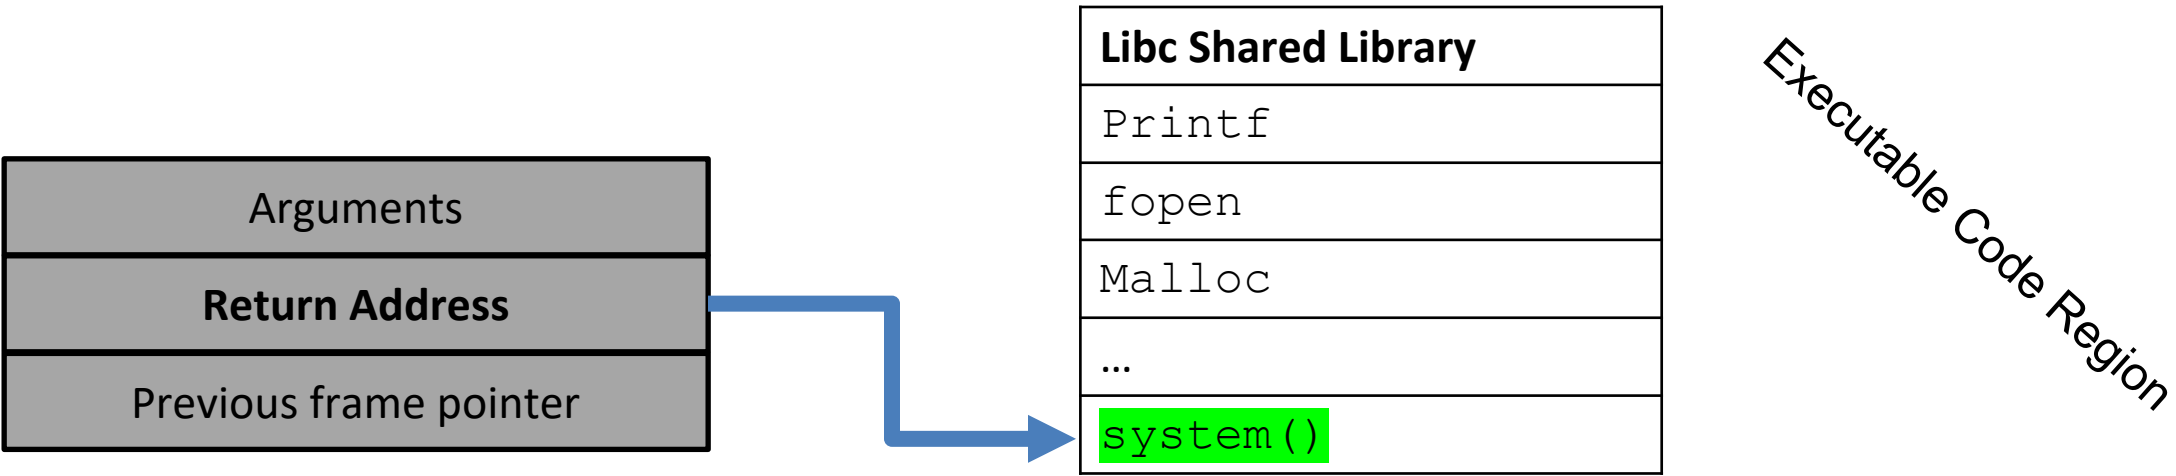 Arguments
Return Address
Previous frame pointer
Libc Shared Library
Printf
fopen
Malloc
…
system()
Executable Code Region